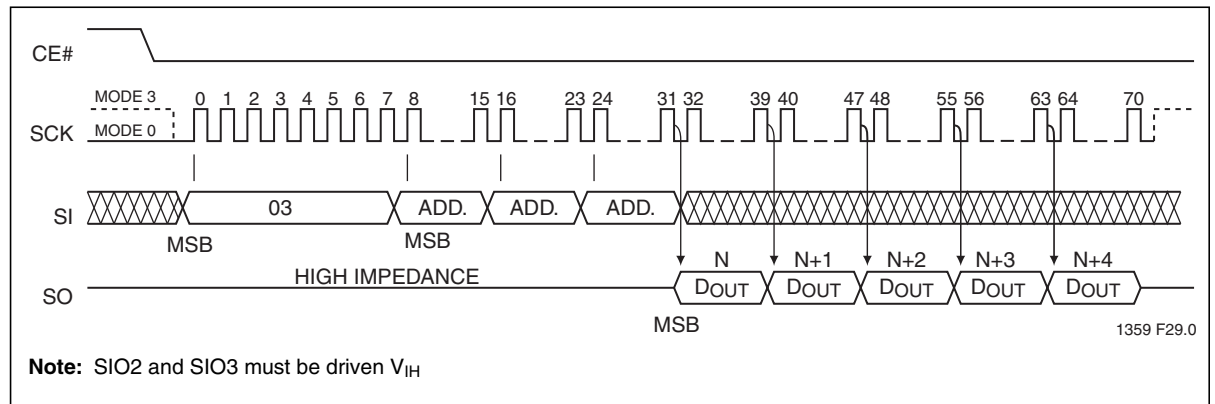 CE#
MODE 3
0 1 2 3 4 5 6 7 8 15 16 23 24 31 32 39 40 47 48 55 56 63 64 70
SCK
MODE 0
SI
03 ADD. ADD. ADD.
MSB MSB
N N+1 N+2 N+3 N+4
HIGH IMPEDANCE
SO
DOUT DOUT DOUT DOUT DOUT
MSB
1359 F29.0
Note: SIO2 and SIO3 must be driven VIH